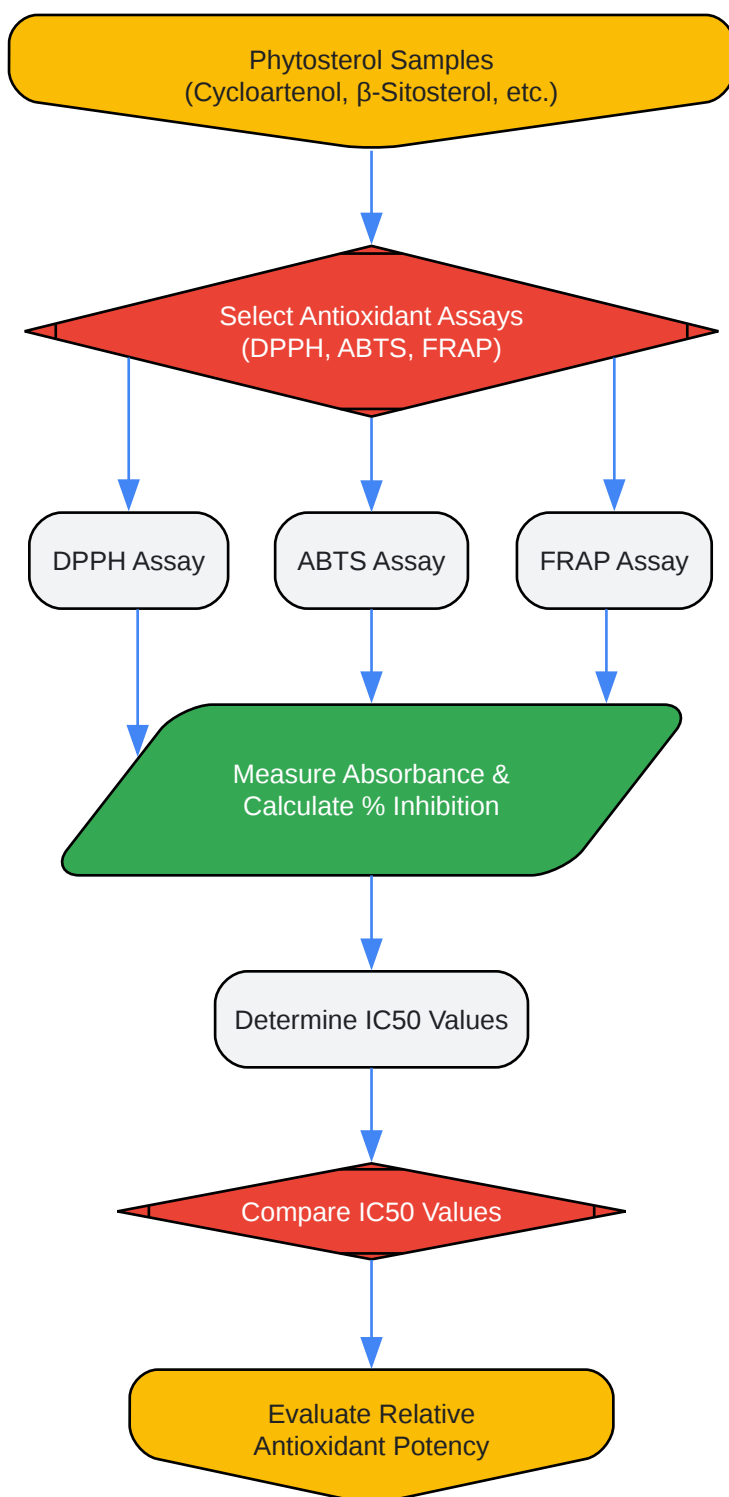 Phytosterol Samples
(Cycloartenol, β-Sitosterol, etc.)
Select Antioxidant Assays
(DPPH, ABTS, FRAP)
DPPH Assay
ABTS Assay
FRAP Assay
Measure Absorbance &
Calculate % Inhibition
Determine IC50 Values
Compare IC50 Values
Evaluate Relative
Antioxidant Potency